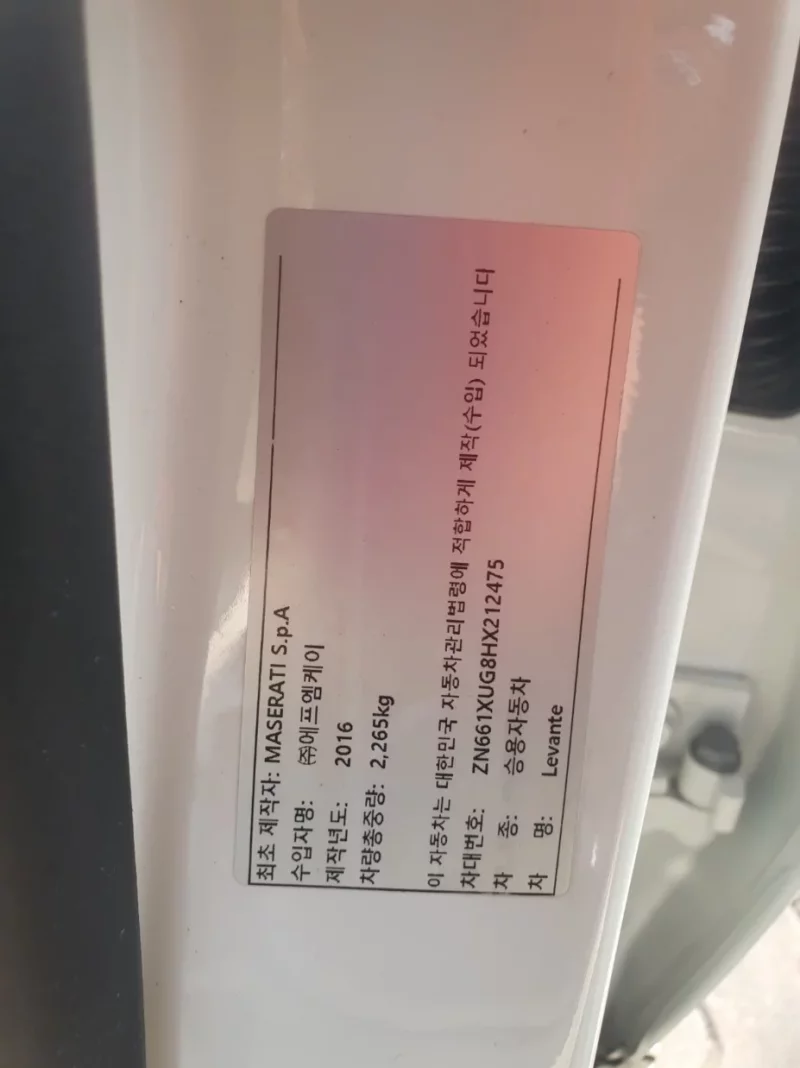 최초 제작자: MASERATI S.p.A
수입자명: ㈜에프엠케이
제작년도: 2016
차량총중량: 2,265kg
이 자동차는 대한민국 자동차관리법령에 적합하게 제작(수입) 되었습니다
차대번호: ZN661XUG8HX212475
차 종: 승용자동차
차 명: Levante